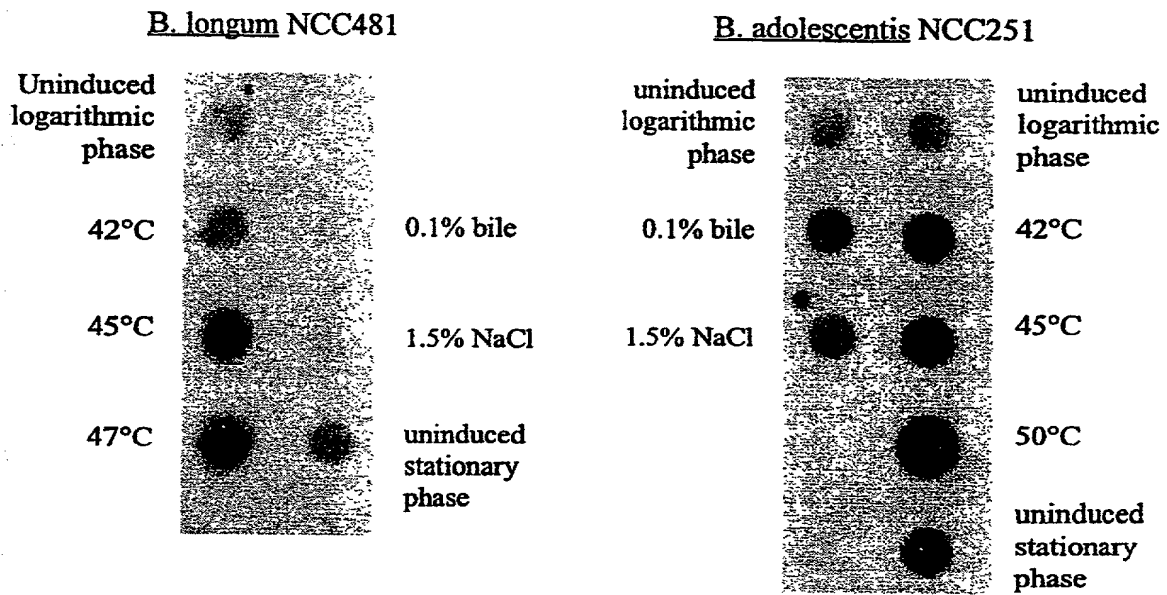 B. longum NCC481
Uninduced
logarithmic
phase
42°C
0.1% bile
45°C
1.5% NaCl
47°C
uninduced
stationary
phase
B. adolescentis NCC251
uninduced
logarithmic
phase
uninduced
logarithmic
phase
0.1% bile
42°C
1.5% NaCl
45°C
50°C
uninduced
stationary
phase